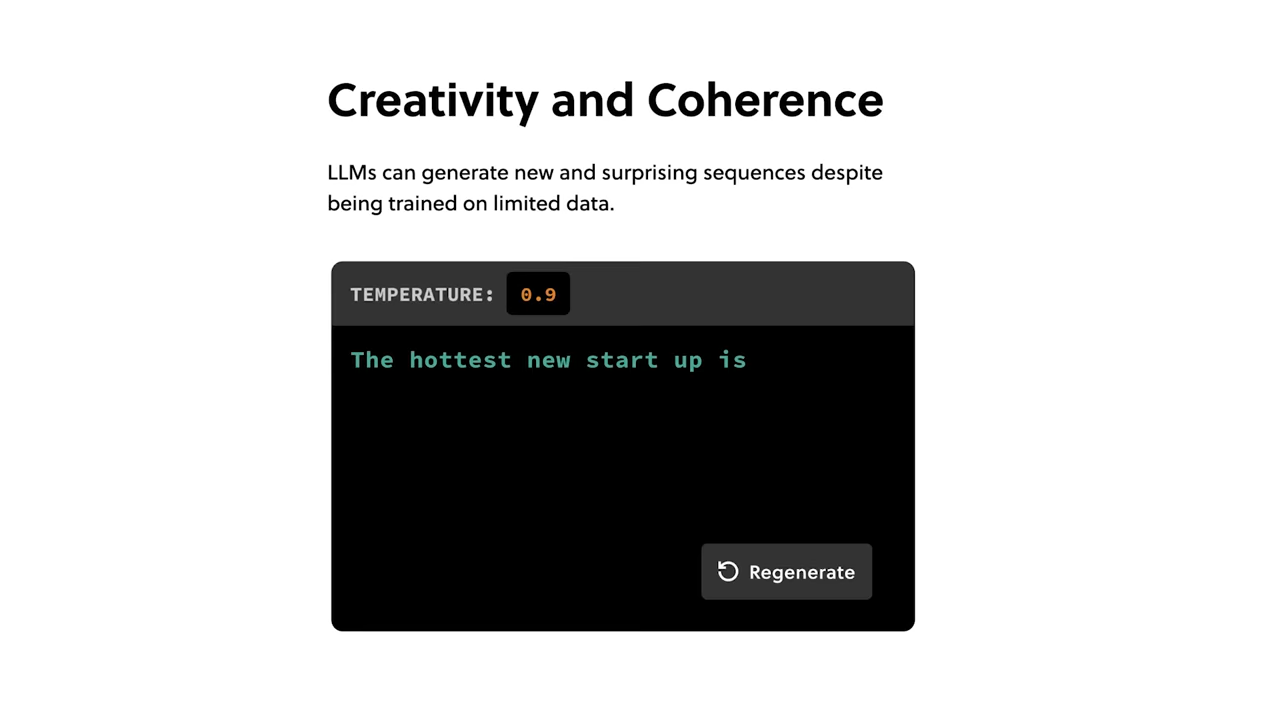 Creativity and Coherence
LLMs can generate new and surprising sequences despite
being trained on limited data.
TEMPERATURE: 0.9
The hottest new start up is
Regenerate